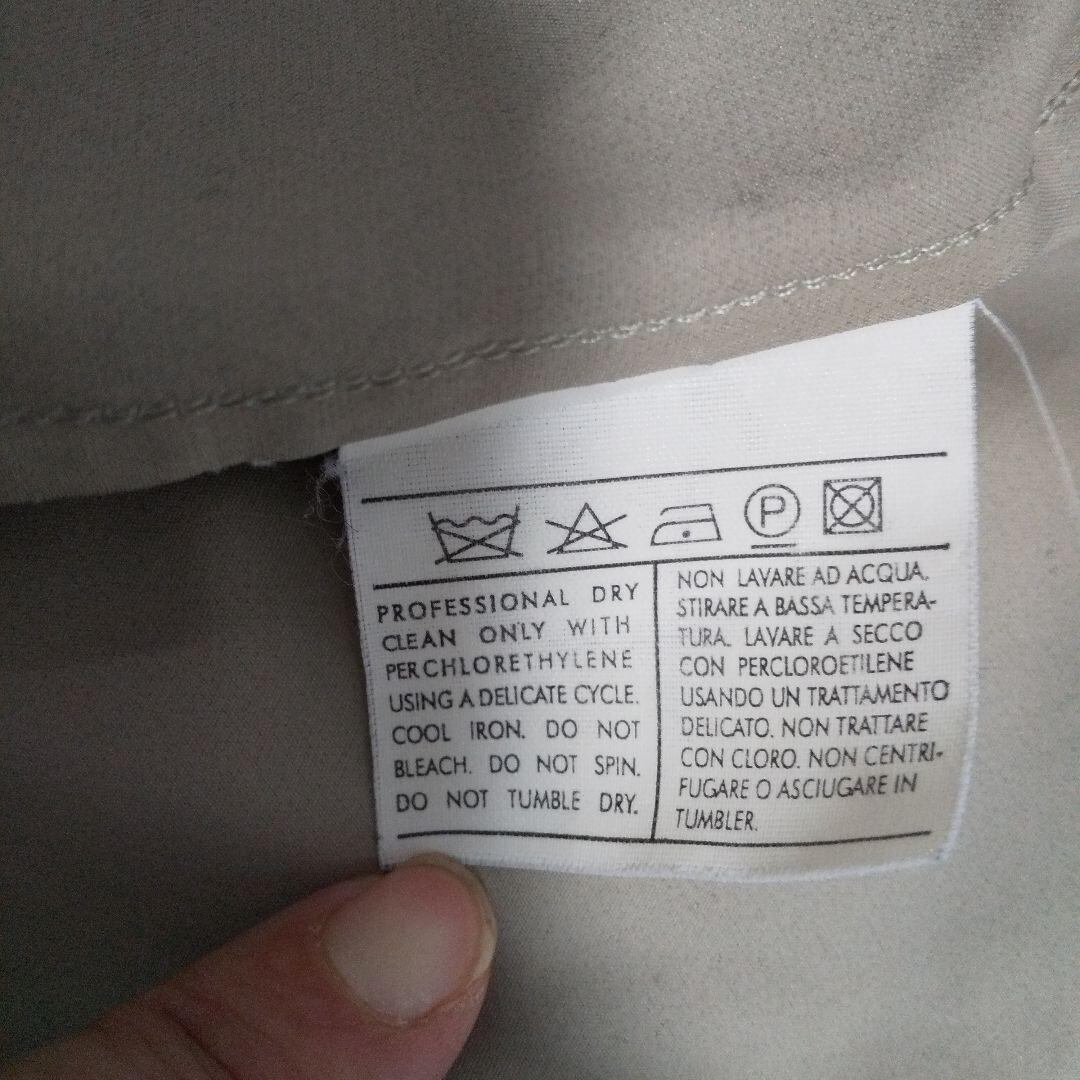 P
PROFESSIONAL DRY
CLEAN ONLY WITH
PERCHLORETHYLENE
USING A DELICATE CYCLE.
COOL IRON. DO NOT
BLEACH. DO NOT SPIN.
DO NOT TUMBLE DRY.
NON LAVARE AD ACQUA.
STIRARE A BASSA TEMPERA-
TURA. LAVARE A SECCO
CON PERCLOROETILENE
USANDO UN TRATTAMENTO
DELICATO. NON TRATTARE
CON CLORO. NON CENTRI-
FUGARE O ASCIUGARE IN
TUMBLER.